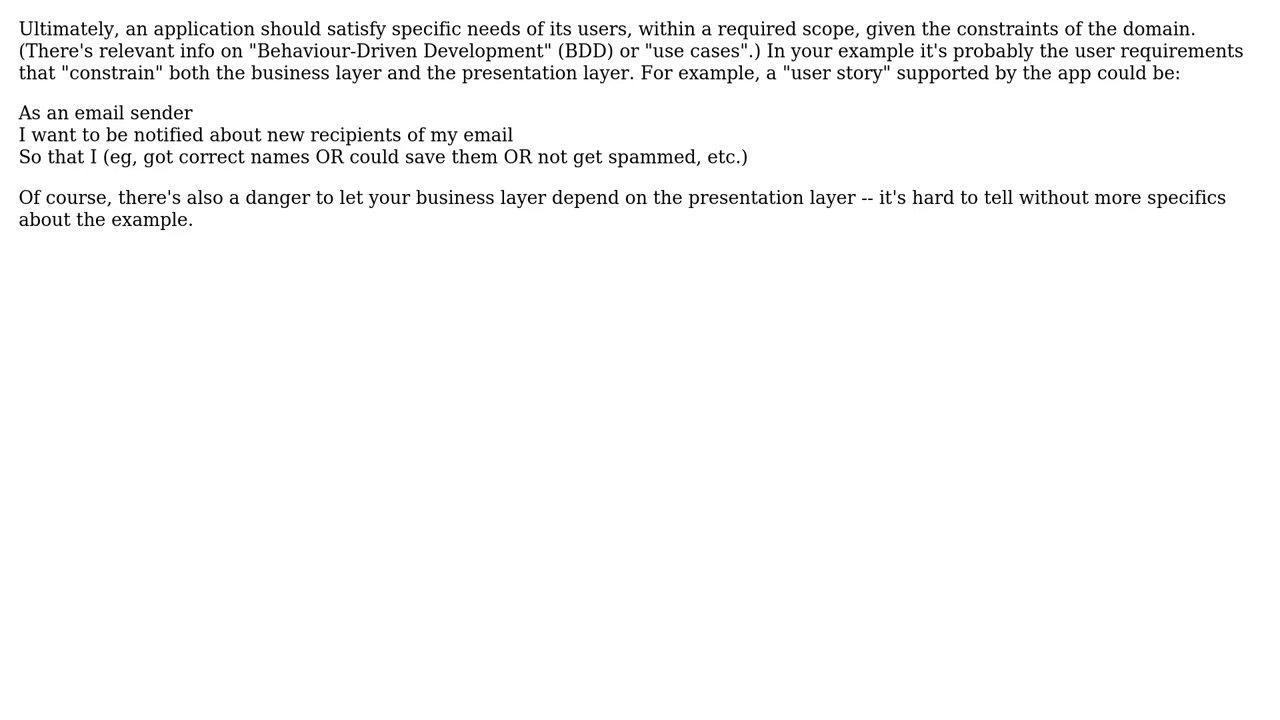 Ultimately, an application should satisfy specific needs of its users, within a required scope, given the constraints of the domain.
(There's relevant info on "Behaviour-Driven Development" (BDD) or "use cases".) In your example it's probably the user requirements
that "constrain" both the business layer and the presentation layer. For example, a "user story" supported by the app could be:
As an email sender
I want to be notified about new recipients of my email
So that I (eg, got correct names OR could save them OR not get spammed, etc.)
Of course, there's also a danger to let your business layer depend on the presentation layer -- it's hard to tell without more specifics
about the example.